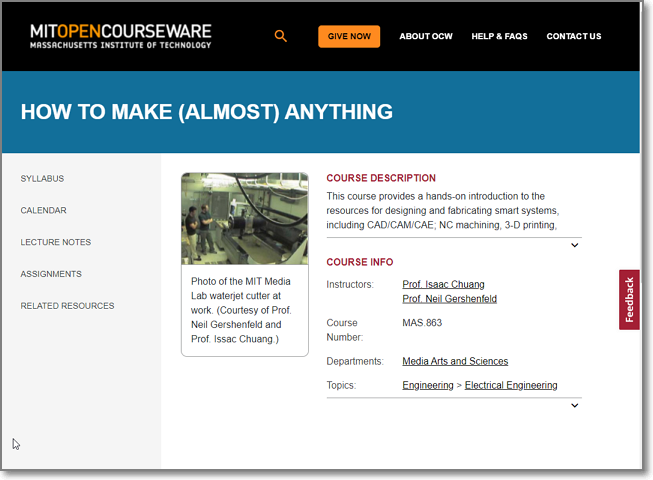 MITOPENCOURSEWARE
MASSACHUSETTS INSTITUTE OF TECHNOLOGY
GIVE NOW
ABOUT OCW
HELP & FAQS
CONTACT US
HOW TO MAKE (ALMOST) ANYTHING
SYLLABUS
CALENDAR
LECTURE NOTES
ASSIGNMENTS
RELATED RESOURCES
Photo of the MIT Media
Lab waterjet cutter at
work. (Courtesy of Prof.
Neil Gershenfeld and
Prof. Issac Chuang.)
COURSE DESCRIPTION
This course provides a hands-on introduction to the
resources for designing and fabricating smart systems,
including CAD/CAM/CAE; NC machining, 3-D printing,
COURSE INFO
Instructors: Prof. Isaac Chuang
Prof. Neil Gershenfeld
Course MAS.863
Number:
Departments: Media Arts and Sciences
Topics: Engineering > Electrical Engineering
Feedback